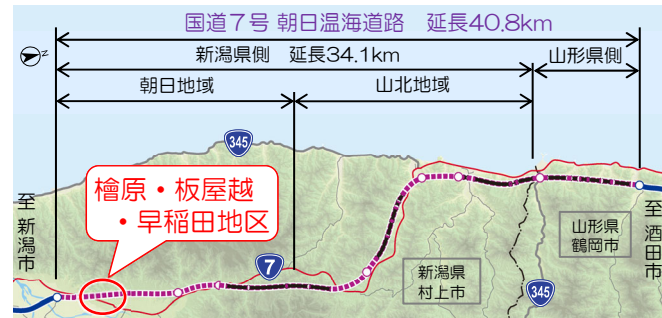 国道７号 朝日温海道路　延長40.8km
新潟県側　延長34.1km
山形県側
朝日地域
山北地域
z
345
檜原・板屋越
・早稲田地区
至 新潟市
7
新潟県
村上市
山形県
鶴岡市
至 酒田市
345